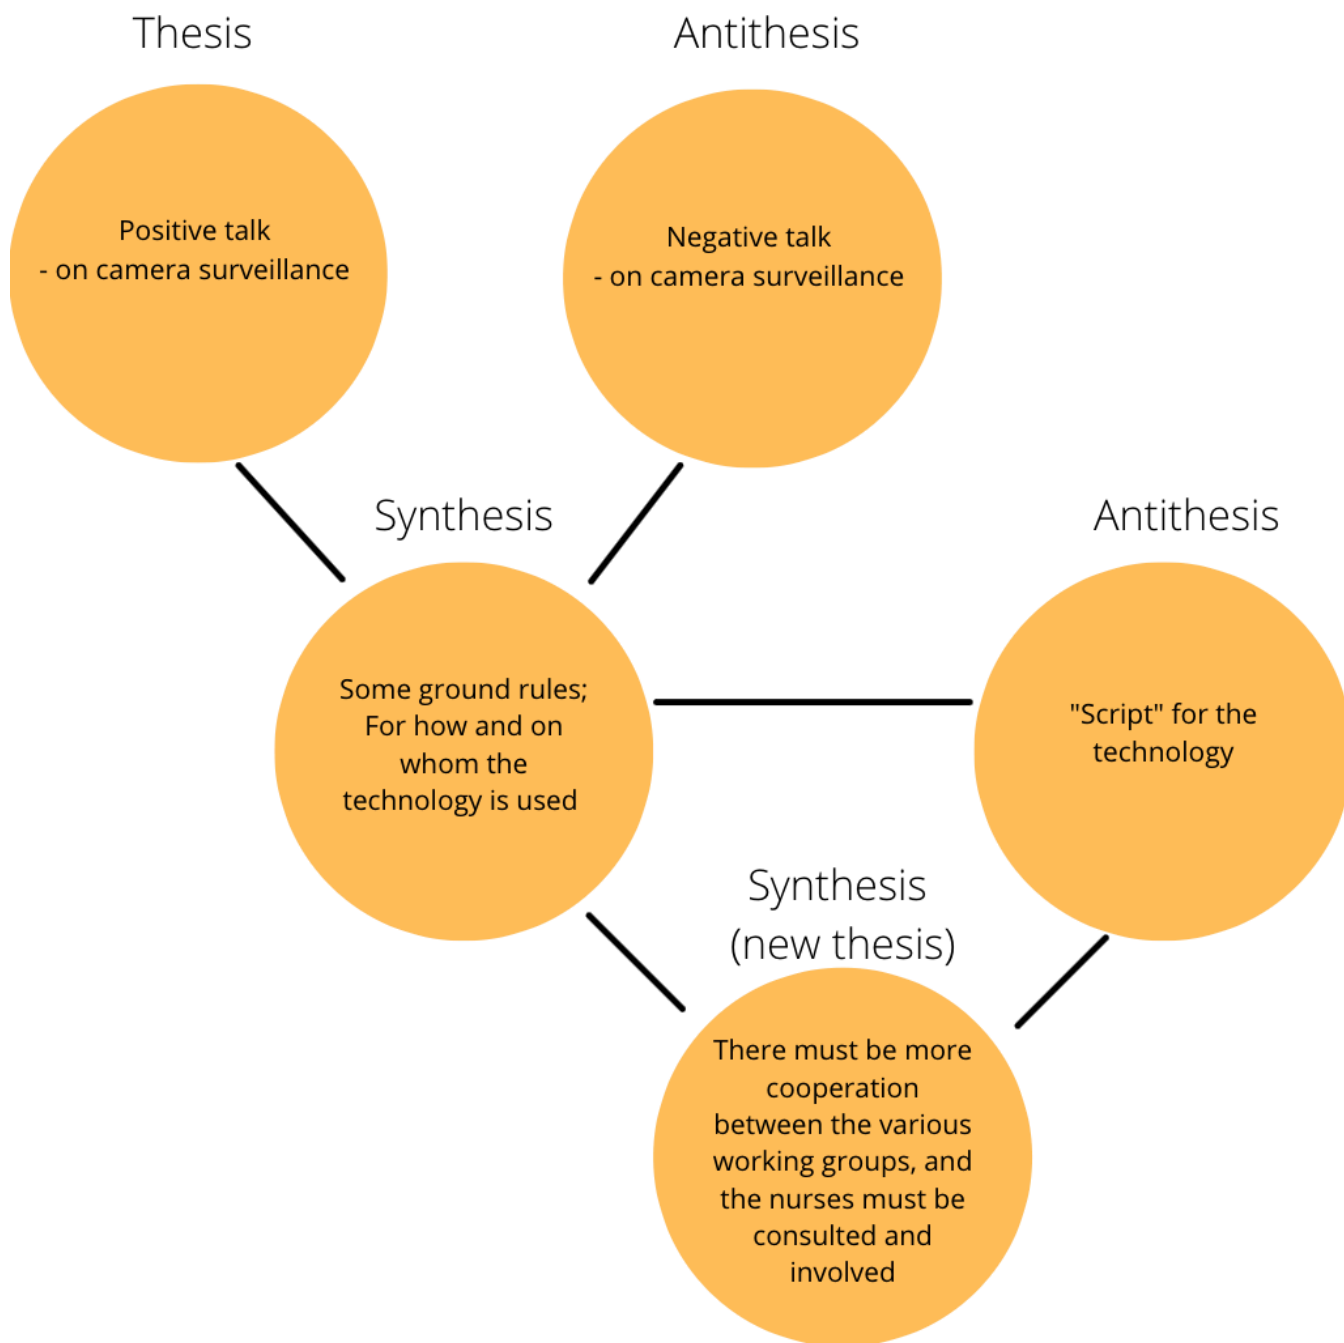 Thesis
Antithesis
Positive talk
- on camera surveillance
Negative talk
- on camera surveillance
Synthesis
Antithesis
Some ground rules;
For how and on
whom the
technology is used
"Script" for the
technology
Synthesis
(new thesis)
There must be more
cooperation
between the various
working groups, and
the nurses must be
consulted and
involved